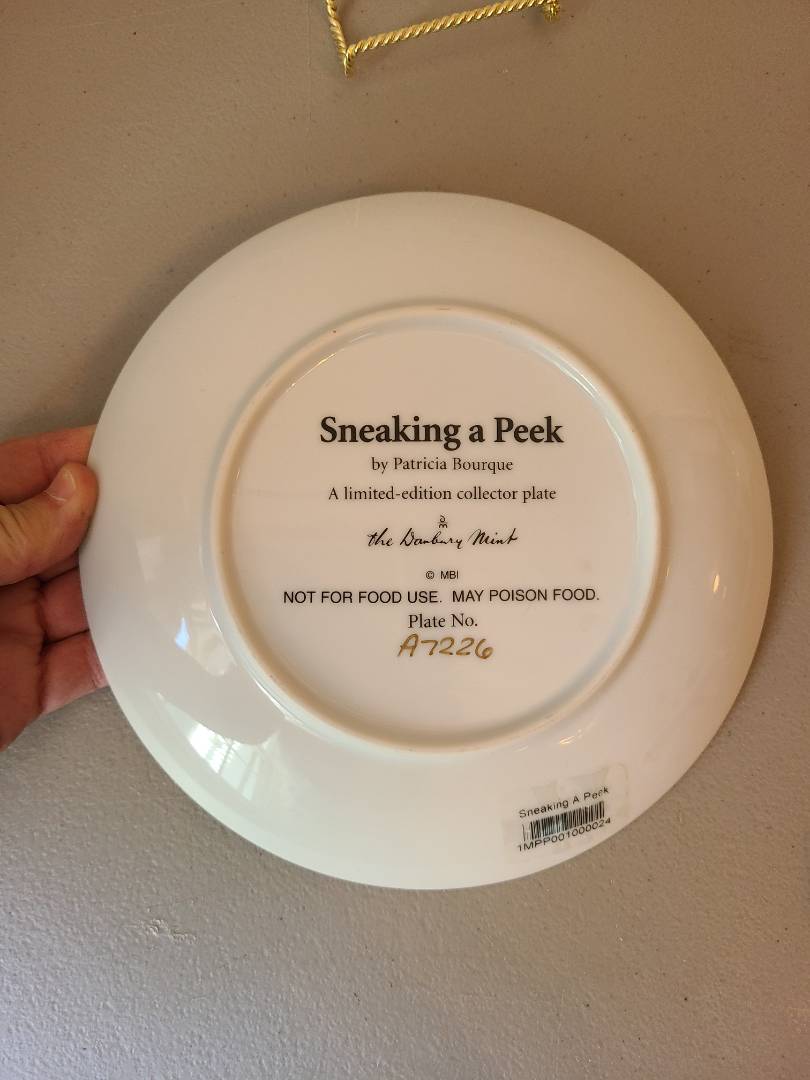 Sneaking a Peek
by Patricia Bourque
A limited-edition collector plate
DM
the Danbury Mint
© MBI
NOT FOR FOOD USE. MAY POISON FOOD.
Plate No.
A7226
Sneaking A Peek
1MPP001000024